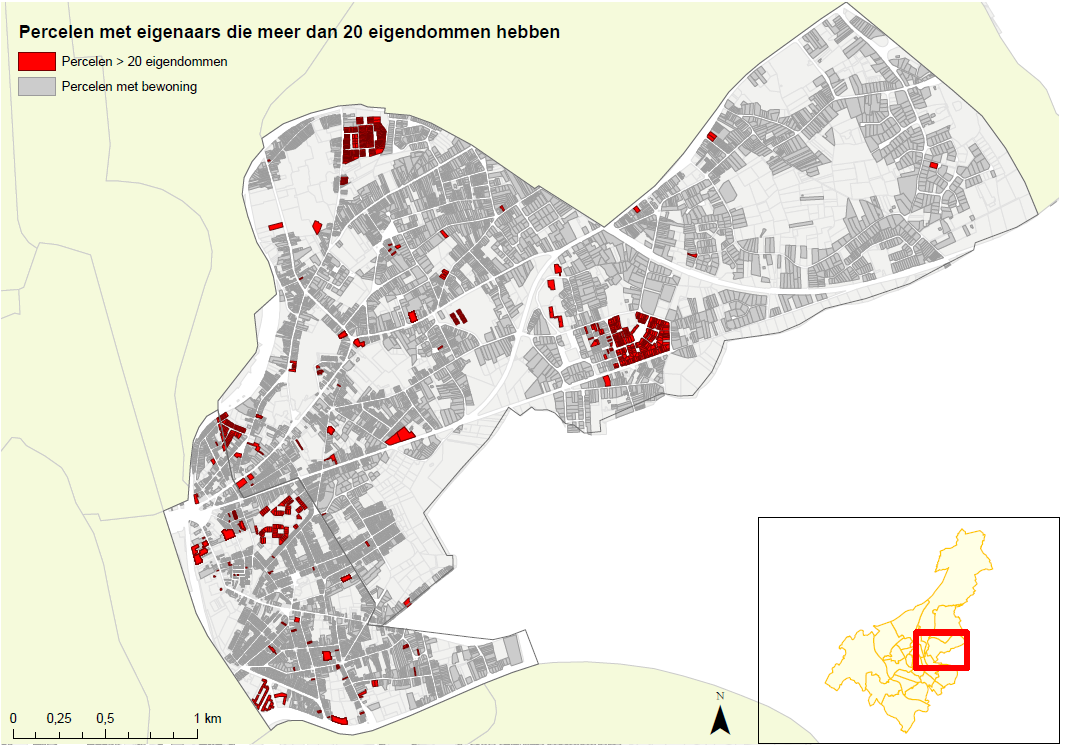 Percelen met eigenaars die meer dan 20 eigendommen hebben
Percelen > 20 eigendommen
Percelen met bewoning
0 0,25 0,5 1 km
N